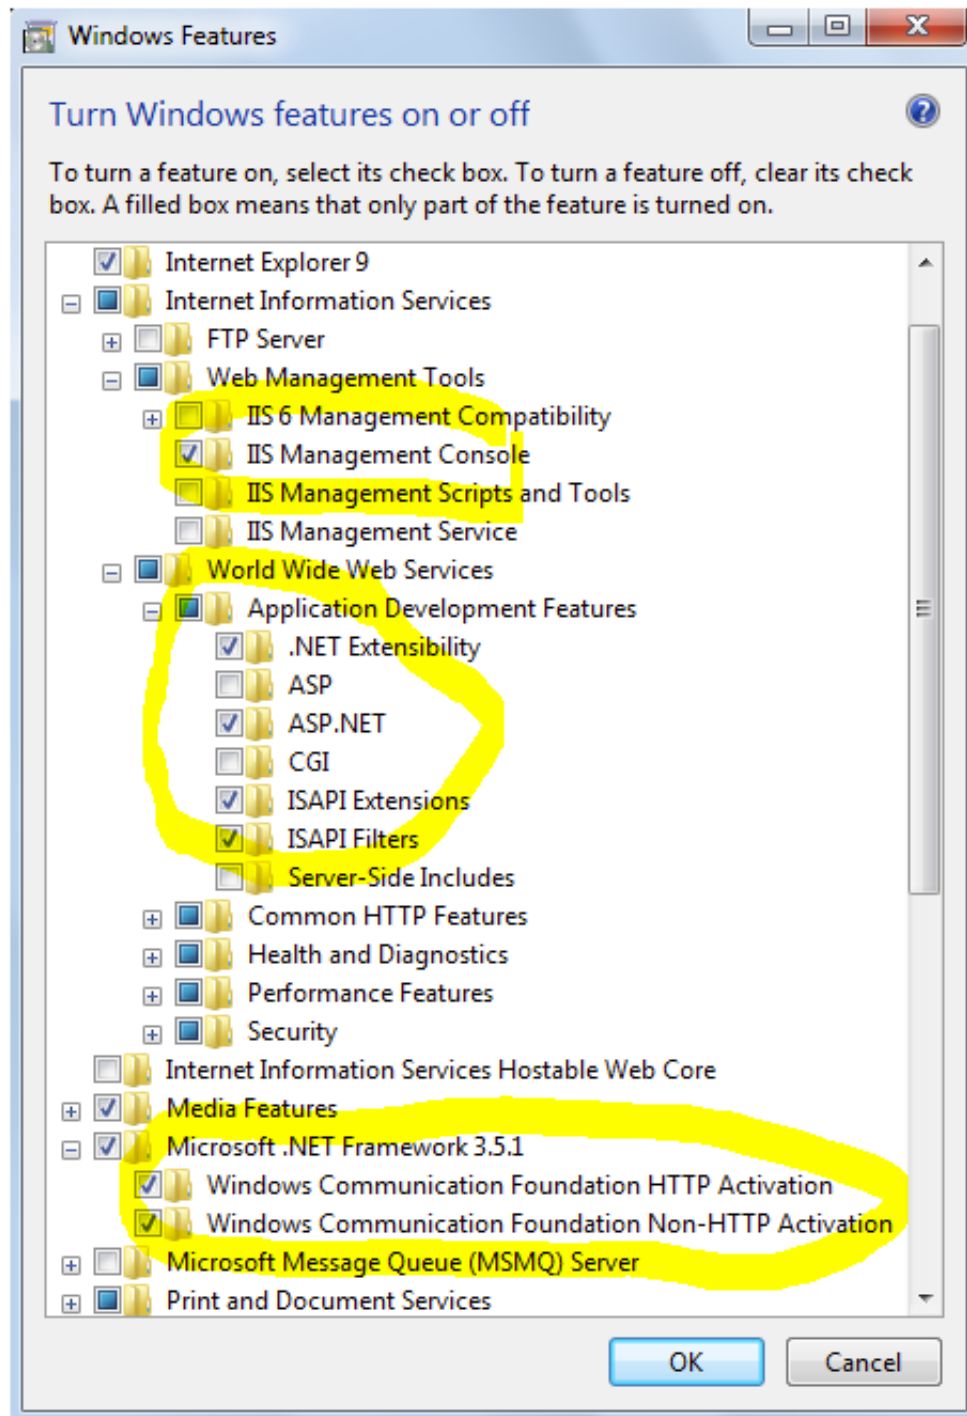 Windows Features
Turn Windows features on or off
To turn a feature on, select its check box. To turn a feature off, clear its check
box. A filled box means that only part of the feature is turned on.
Internet Explorer 9
Internet Information Services
FTP Server
Web Management Tools
IIS 6 Management Compatibility
IIS Management Console
IIS Management Scripts and Tools
IIS Management Service
World Wide Web Services
Application Development Features
.NET Extensibility
ASP
ASP.NET
CGI
ISAPI Extensions
ISAPI Filters
Server-Side Includes
Common HTTP Features
Health and Diagnostics
Performance Features
Security
Internet Information Services Hostable Web Core
Media Features
Microsoft .NET Framework 3.5.1
Windows Communication Foundation HTTP Activation
Windows Communication Foundation Non-HTTP Activation
Microsoft Message Queue (MSMQ) Server
Print and Document Services
OK Cancel